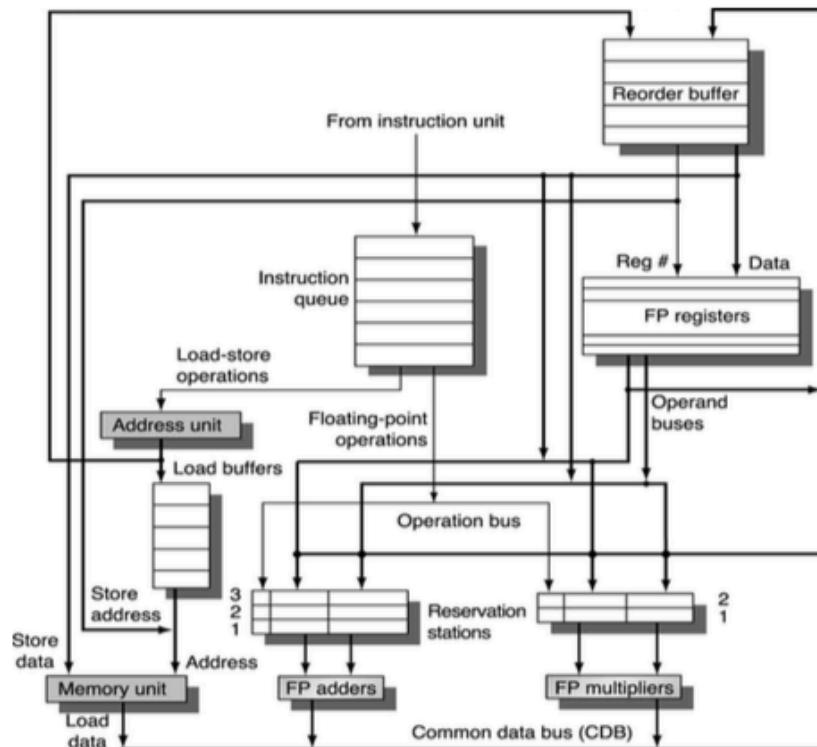 Reorder buffer
From instruction unit
Reg #
Data
Instruction
queue
FP registers
Load-store
operations
Operand
buses
Address unit
Floating-point
operations
Load buffers
Operation bus
Store
address
3
2
1
Reservation
stations
2
1
Store
data
Address
Memory unit
FP adders
FP multipliers
Load
data
Common data bus (CDB)